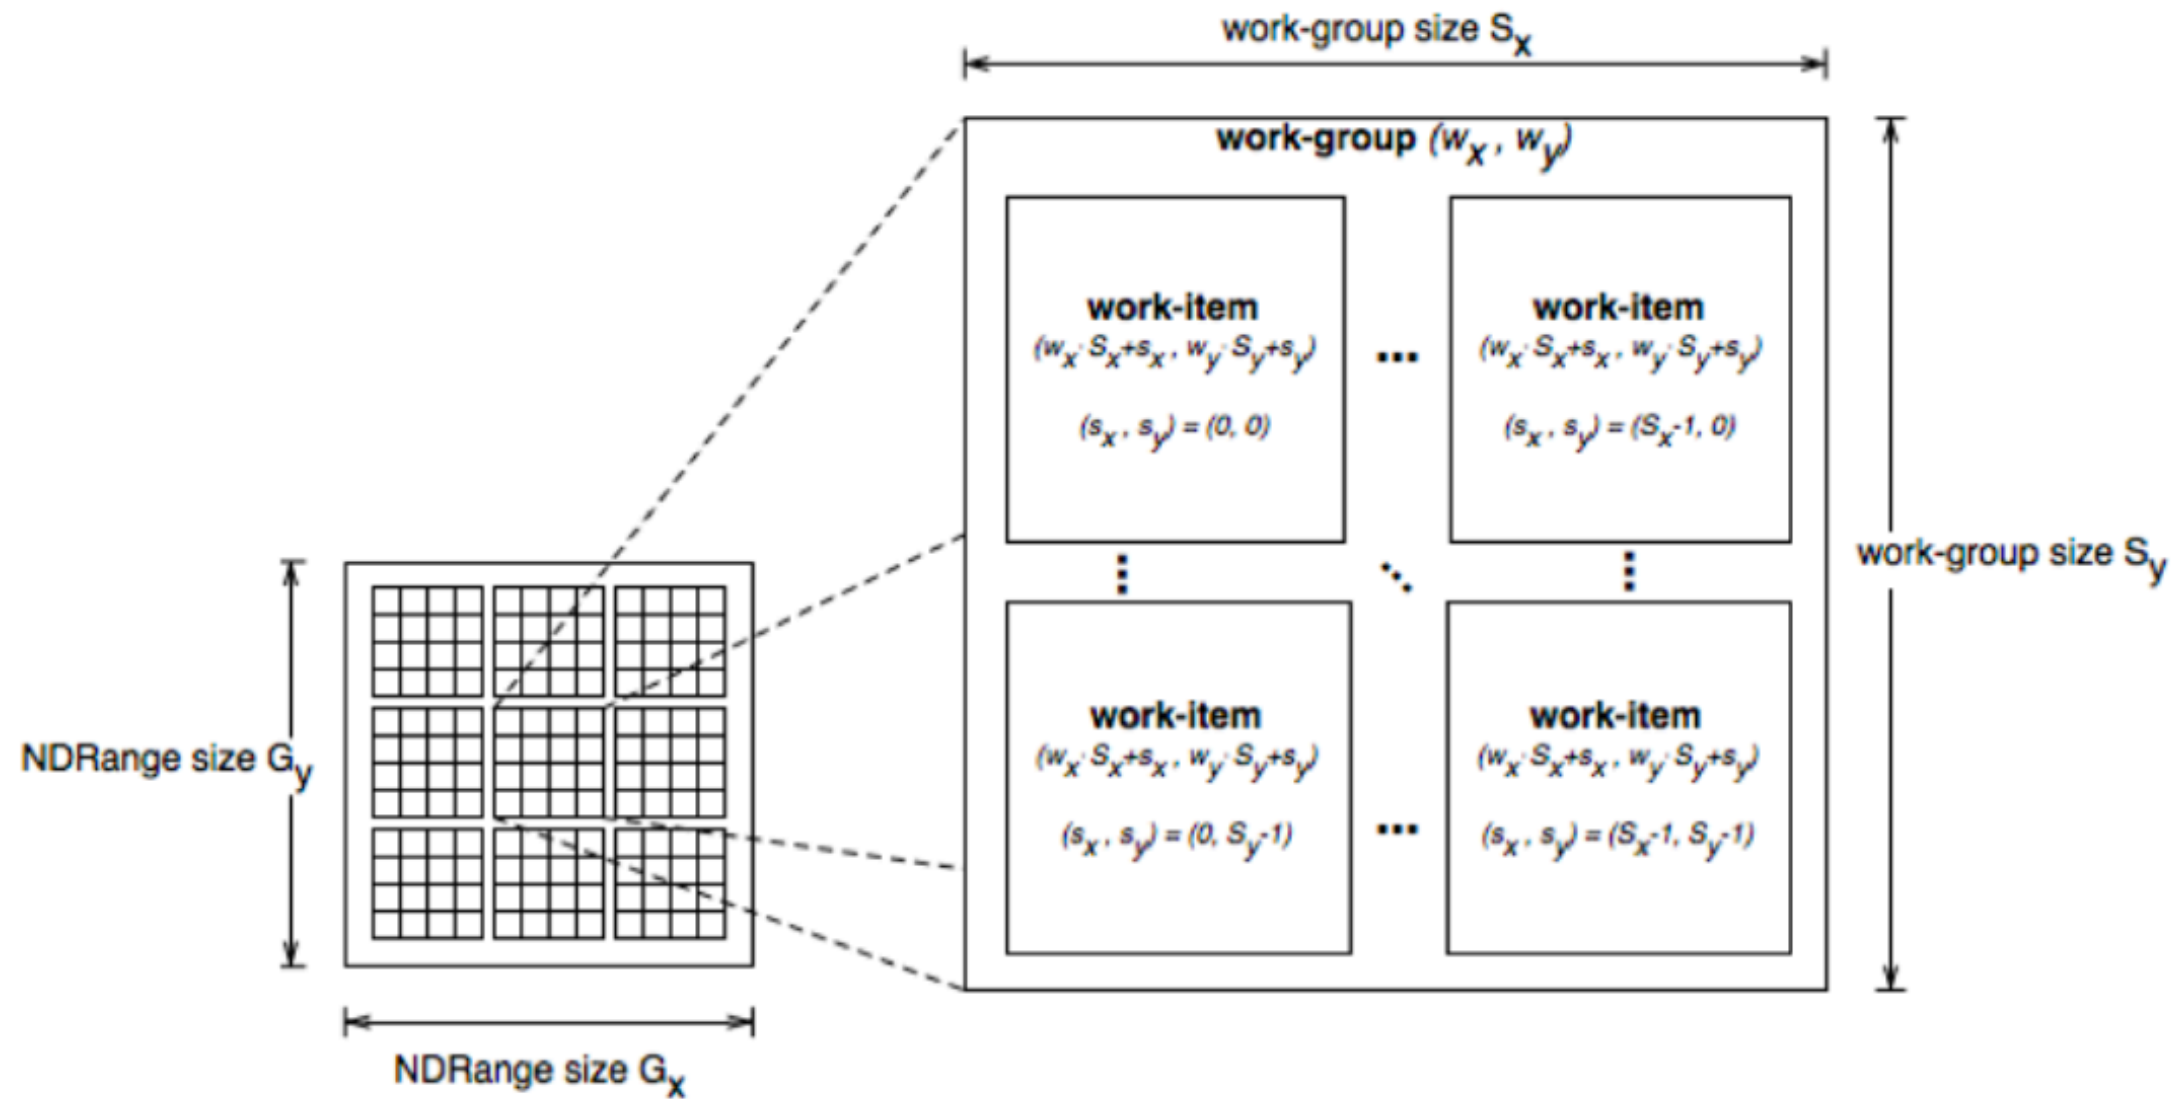 work-group size Sx
work-group (wx, wy)
work-item
(wx·Sx+sx, wy·Sy+sy)
(sx, sy) = (0, 0)
...
work-item
(wx·Sx+sx, wy·Sy+sy)
(sx, sy) = (Sx-1, 0)
work-group size Sy
work-item
(wx·Sx+sx, wy·Sy+sy)
(sx, sy) = (0, Sy-1)
...
work-item
(wx·Sx+sx, wy·Sy+sy)
(sx, sy) = (Sx-1, Sy-1)
NDRange size Gy
NDRange size Gx